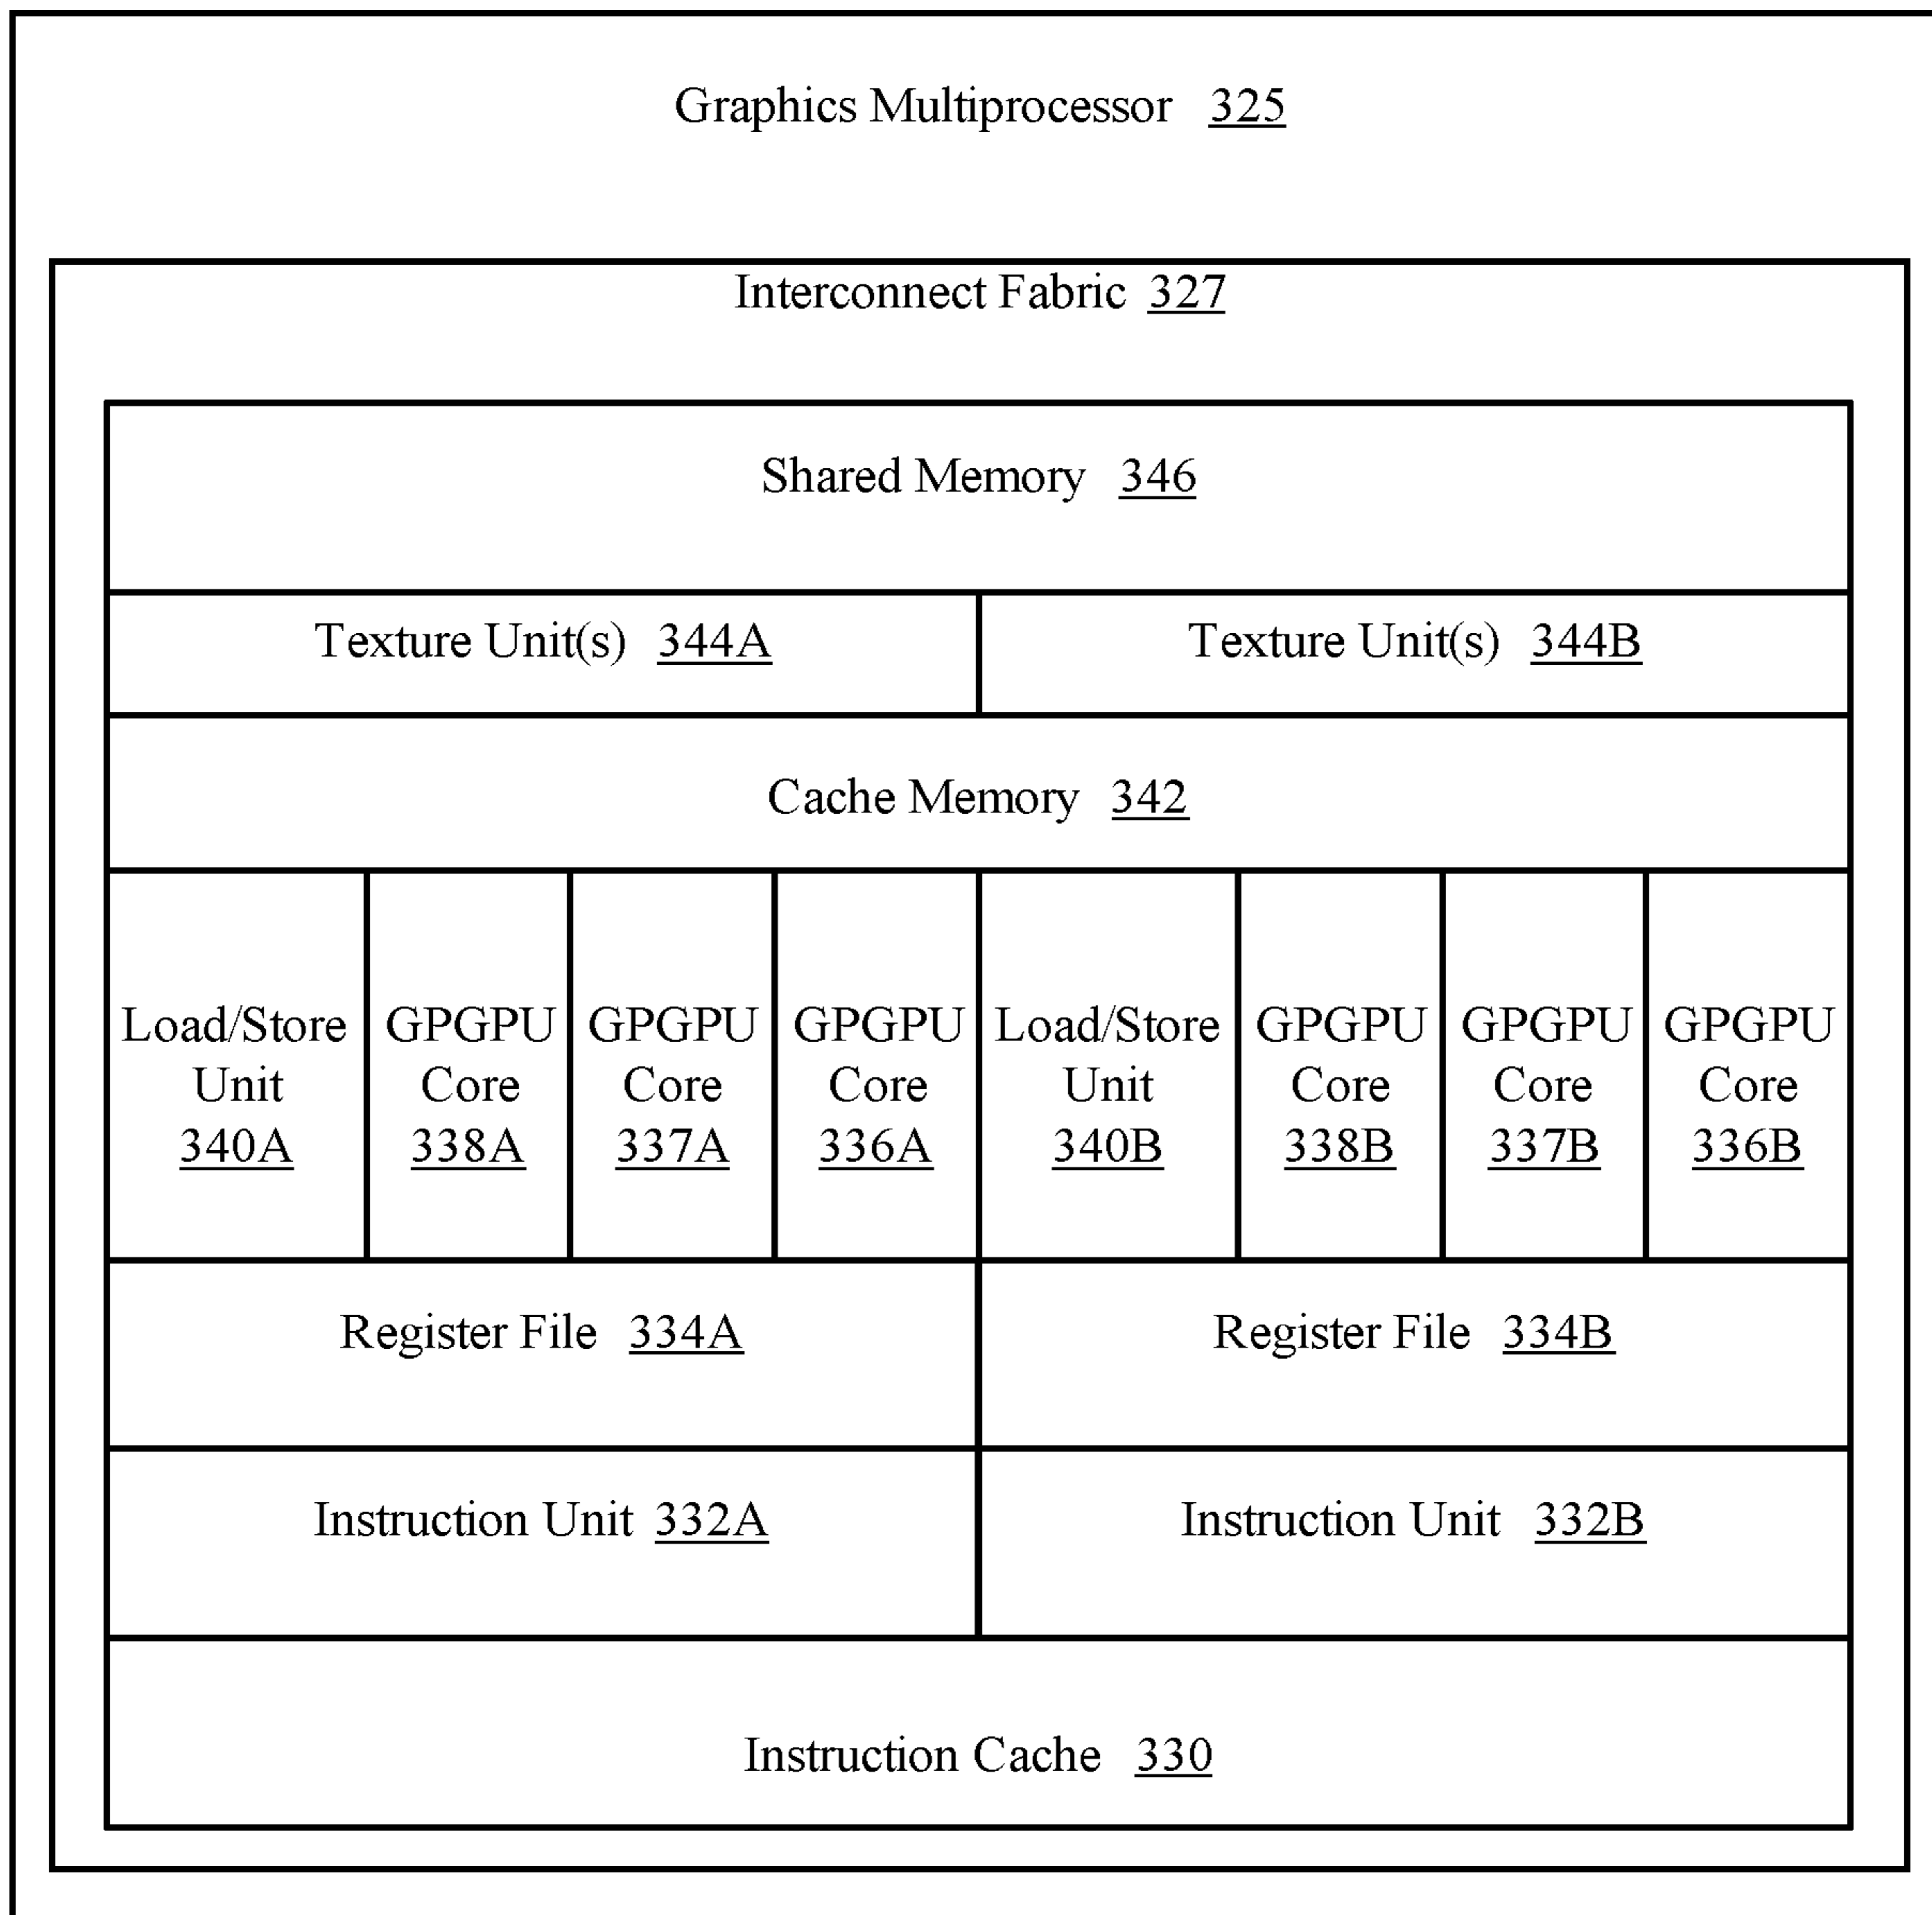 Graphics Multiprocessor 325
Interconnect Fabric 327
Shared Memory 346
Texture Unit(s) 344A
Texture Unit(s) 344B
Cache Memory 342
Load/Store
Unit
340A
GPGPU
Core
338A
GPGPU
Core
337A
GPGPU
Core
336A
Load/Store
Unit
340B
GPGPU
Core
338B
GPGPU
Core
337B
GPGPU
Core
336B
Register File 334A
Register File 334B
Instruction Unit 332A
Instruction Unit 332B
Instruction Cache 330